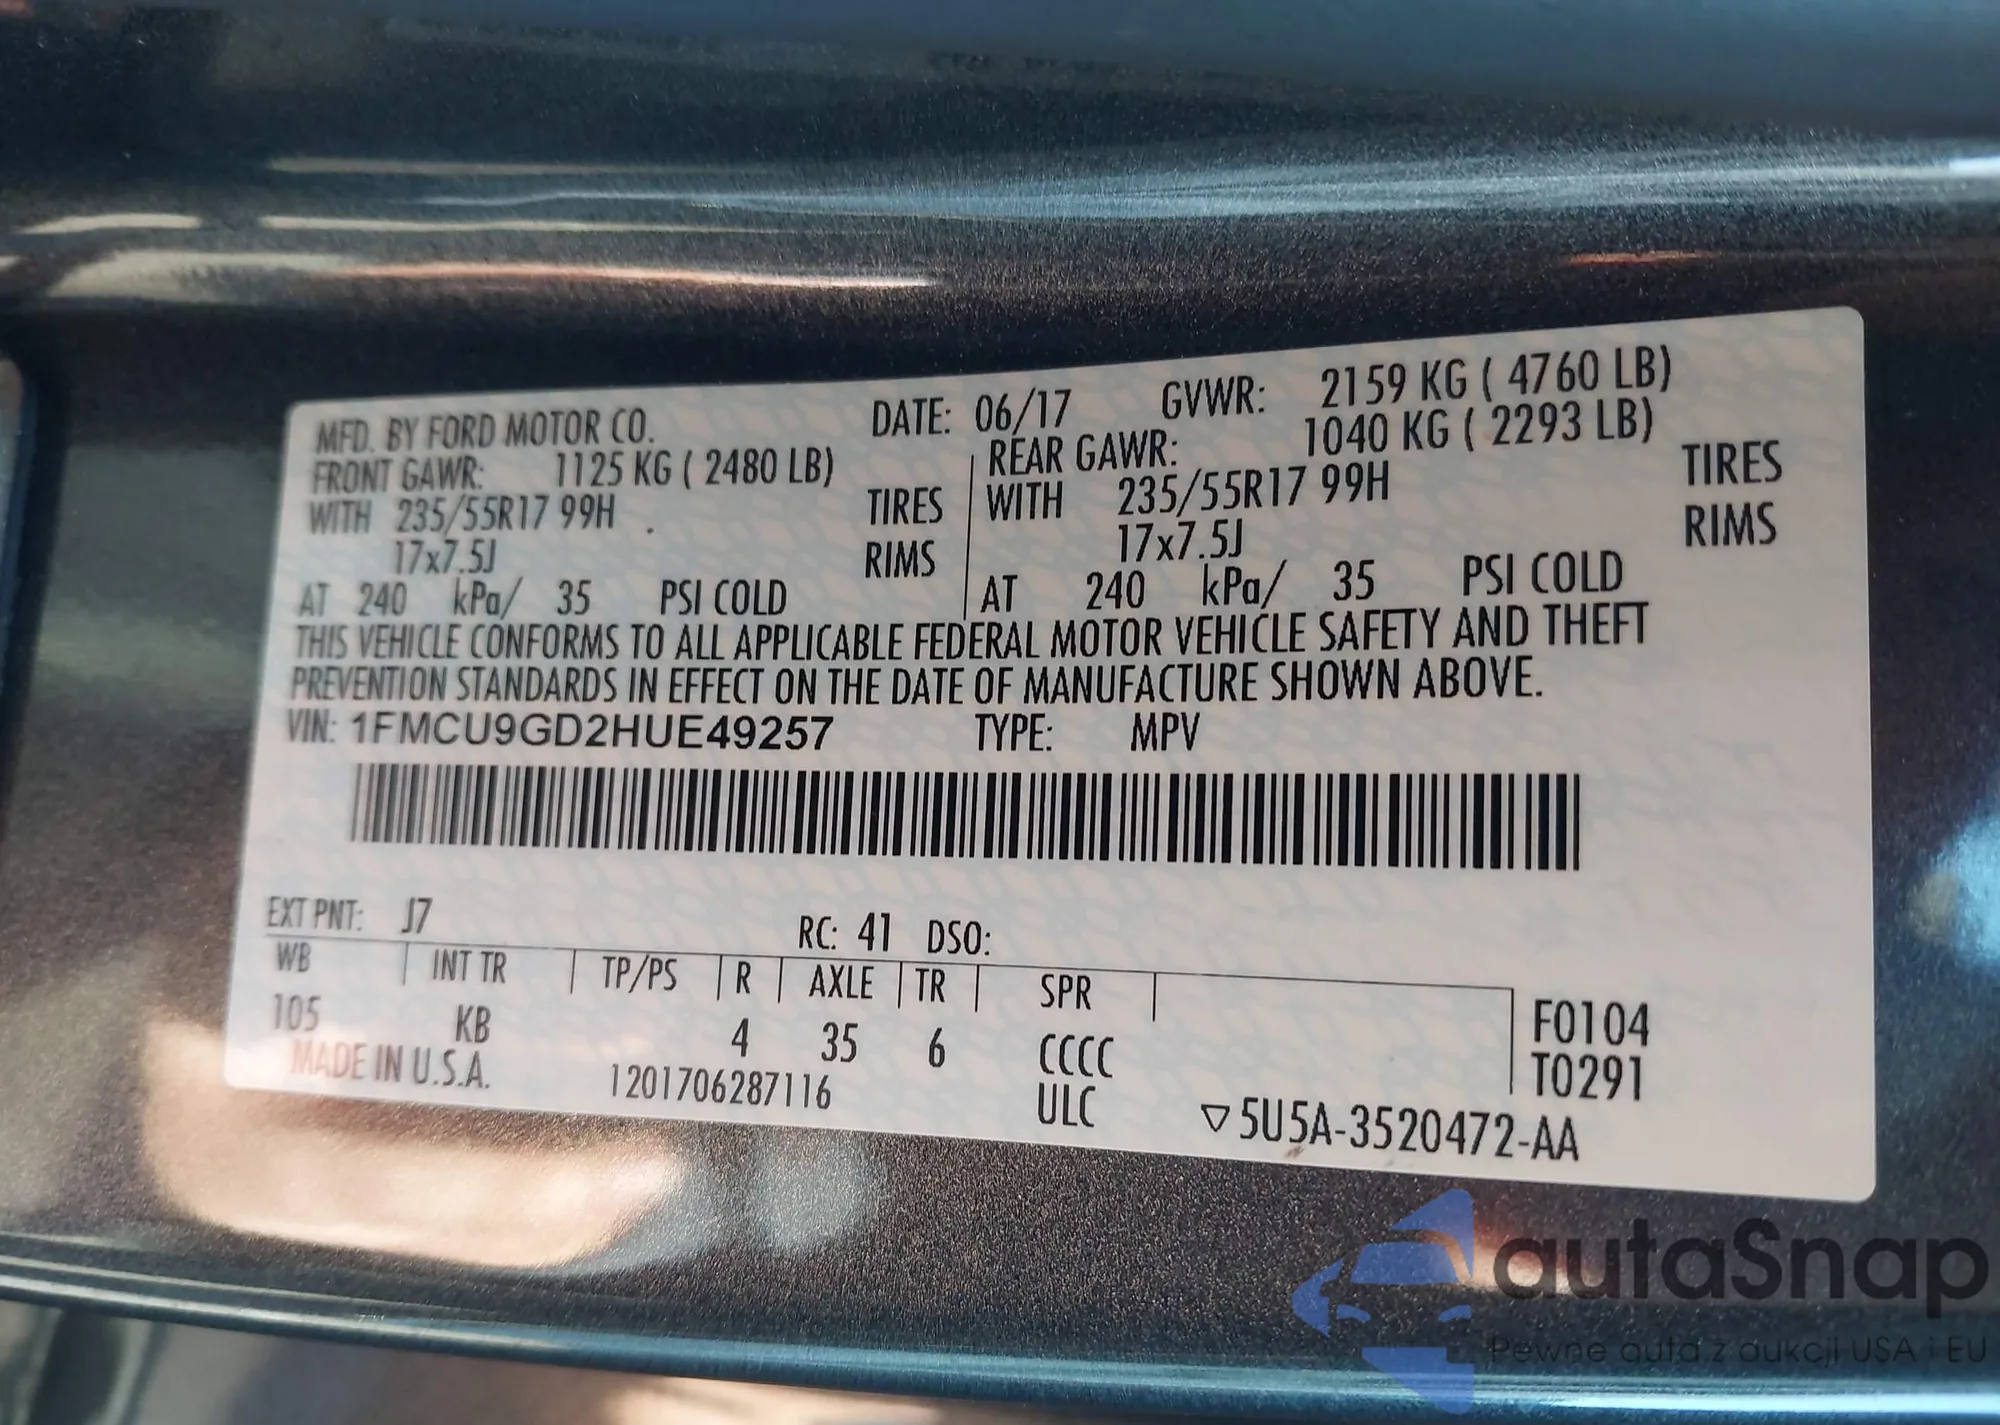 MFD. BY FORD MOTOR CO. DATE: 06/17 GVWR: 2159 KG ( 4760 LB)
FRONT GAWR: 1125 KG ( 2480 LB) REAR GAWR: 1040 KG ( 2293 LB)
WITH 235/55R17 99H TIRES WITH 235/55R17 99H TIRES
17x7.5J RIMS 17x7.5J RIMS
AT 240 kPa/ 35 PSI COLD AT 240 kPa/ 35 PSI COLD
THIS VEHICLE CONFORMS TO ALL APPLICABLE FEDERAL MOTOR VEHICLE SAFETY AND THEFT
PREVENTION STANDARDS IN EFFECT ON THE DATE OF MANUFACTURE SHOWN ABOVE.
VIN: 1FMCU9GD2HUE49257 TYPE: MPV
EXT PNT: J7 RC: 41 DSO:
WB INT TR TP/PS R AXLE TR SPR
105 KB 4 35 6 CCCC F0104
MADE IN U.S.A. 1201706287116 ULC T0291
▽5U5A-3520472-AA
autaSnap
Pewne auta z aukcji USA i EU